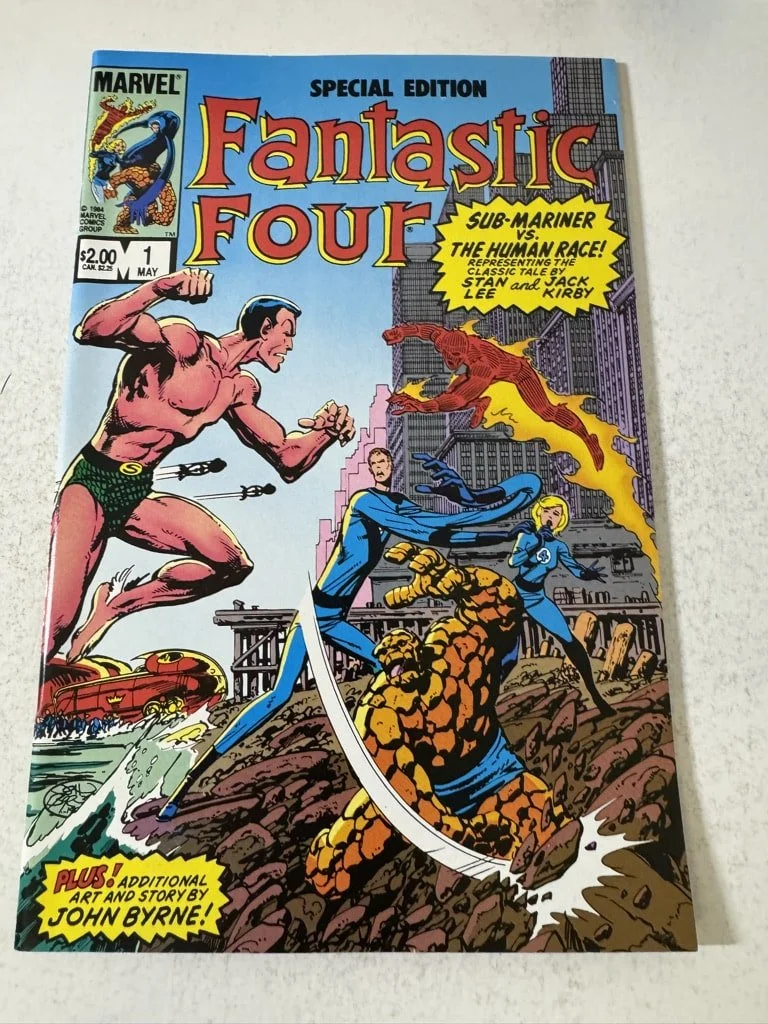 MARVEL®
SPECIAL EDITION
Fantastic
FOUR
© 1984
MARVEL
COMICS
GROUP
TM
$2.00
CAN. $2.25
1
MAY
SUB-MARINER
VS.
THE HUMAN RACE!
REPRESENTING THE
CLASSIC TALE BY
STAN and JACK
LEE KIRBY
S
4
PLUS! ADDITIONAL
ART AND STORY BY
JOHN BYRNE!